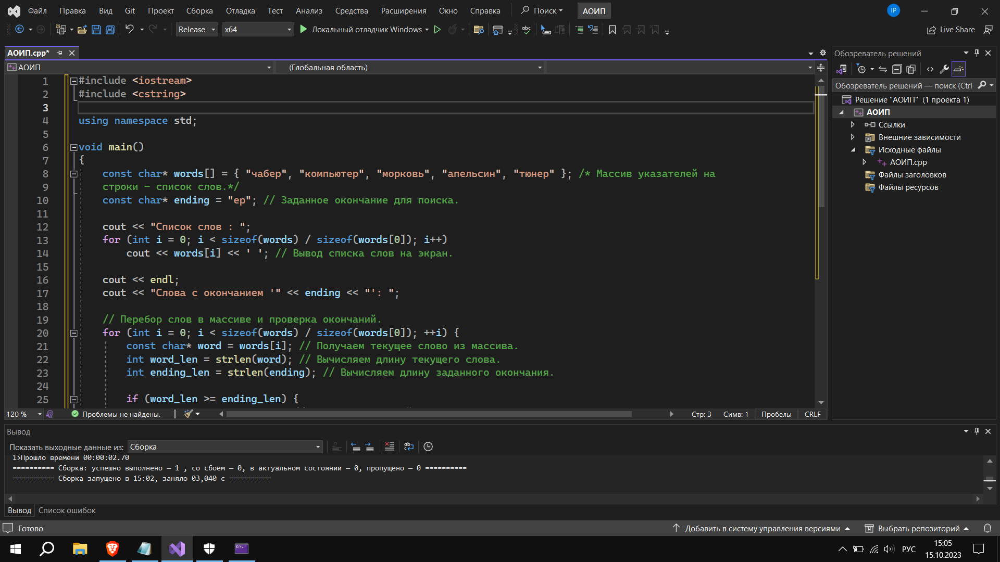 Файл Правка Вид Git Проект Сборка Отладка Тест Анализ Средства Расширения Окно Справка Поиск АОИП IP
Release x64 Локальный отладчик Windows Live Share
АОИП.cpp*
АОИП (Глобальная область)
1 #include <iostream>
2 #include <cstring>
3
4 using namespace std;
5
6 void main()
7 {
8 const char* words[] = { "чабер", "компьютер", "морковь", "апельсин", "тюнер" }; /* Массив указателей на
9 строки – список слов.*/
10 const char* ending = "ер"; // Заданное окончание для поиска.
11
12 cout << "Список слов : ";
13 for (int i = 0; i < sizeof(words) / sizeof(words[0]); i++)
14 cout << words[i] << ' '; // Вывод списка слов на экран.
15
16 cout << endl;
17 cout << "Слова с окончанием '" << ending << "': ";
18
19 // Перебор слов в массиве и проверка окончаний.
20 for (int i = 0; i < sizeof(words) / sizeof(words[0]); ++i) {
21 const char* word = words[i]; // Получаем текущее слово из массива.
22 int word_len = strlen(word); // Вычисляем длину текущего слова.
23 int ending_len = strlen(ending); // Вычисляем длину заданного окончания.
24
25 if (word_len >= ending_len) {
120 % Проблемы не найдены. Стр: 3 Симв: 1 Пробелы CRLF
Обозреватель решений
Обозреватель решений — поиск (Ctrl
Решение "АОИП" (1 проекта 1)
АОИП
Ссылки
Внешние зависимости
Исходные файлы
АОИП.cpp
Файлы заголовков
Файлы ресурсов
Вывод
Показать выходные данные из: Сборка
1>Прошло времени 00:00:02.70
========== Сборка: успешно выполнено — 1 , со сбоем — 0, в актуальном состоянии — 0, пропущено — 0 ==========
========== Сборка запущено в 15:02, заняло 03,040 с ==========
Вывод Список ошибок
Готово Добавить в систему управления версиями Выбрать репозиторий
РУС 15:05
15.10.2023